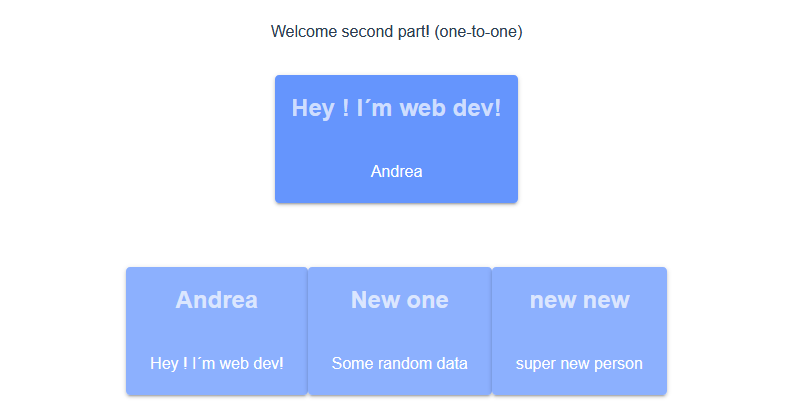 Welcome second part! (one-to-one)
Hey ! I´m web dev!
Andrea
Andrea
New one
new new
Hey ! I´m web dev!
Some random data
super new person